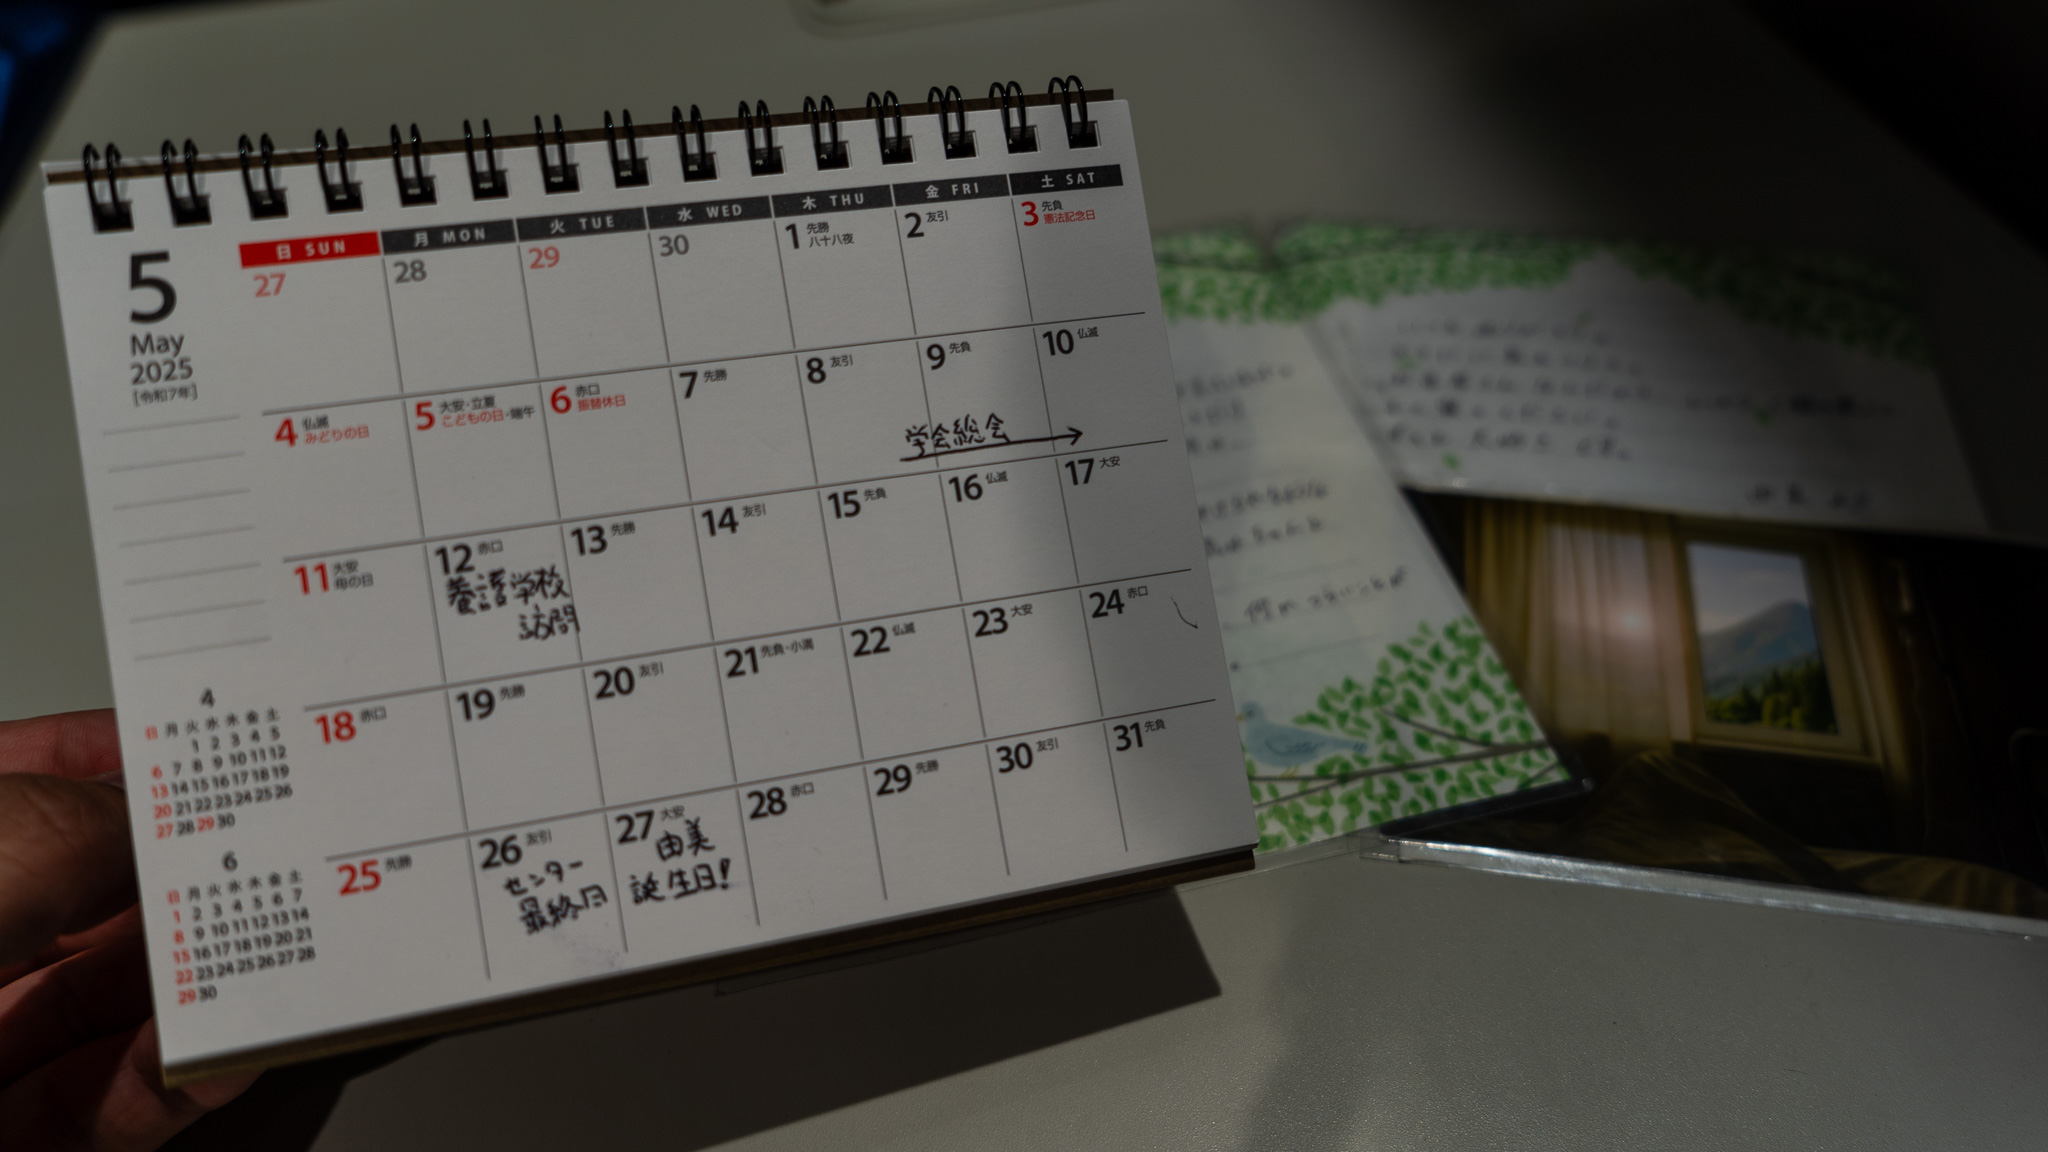 5
May
2025
[令和7年]
日 SUN 月 MON 火 TUE 水 WED 木 THU 金 FRI 土 SAT
27 28 29 30 1 先勝 八十八夜 2 友引 3 先負 憲法記念日
4 仏滅 みどりの日 5 大安・立夏 こどもの日・端午 6 赤口 振替休日 7 先勝 8 友引 9 先負 10 仏滅
学会総会
11 大安 母の日 12 赤口 13 先勝 14 友引 15 先負 16 仏滅 17 大安
養護学校
訪問
18 赤口 19 先勝 20 友引 21 先負・小満 22 仏滅 23 大安 24 赤口
25 先勝 26 友引 27 大安 28 赤口 29 先勝 30 友引 31 先負
センター
最終日
由美
誕生日!
4
日 月 火 水 木 金 土
1 2 3 4 5
6 7 8 9 10 11 12
13 14 15 16 17 18 19
20 21 22 23 24 25 26
27 28 29 30
6
日 月 火 水 木 金 土
1 2 3 4 5 6 7
8 9 10 11 12 13 14
15 16 17 18 19 20 21
22 23 24 25 26 27 28
29 30